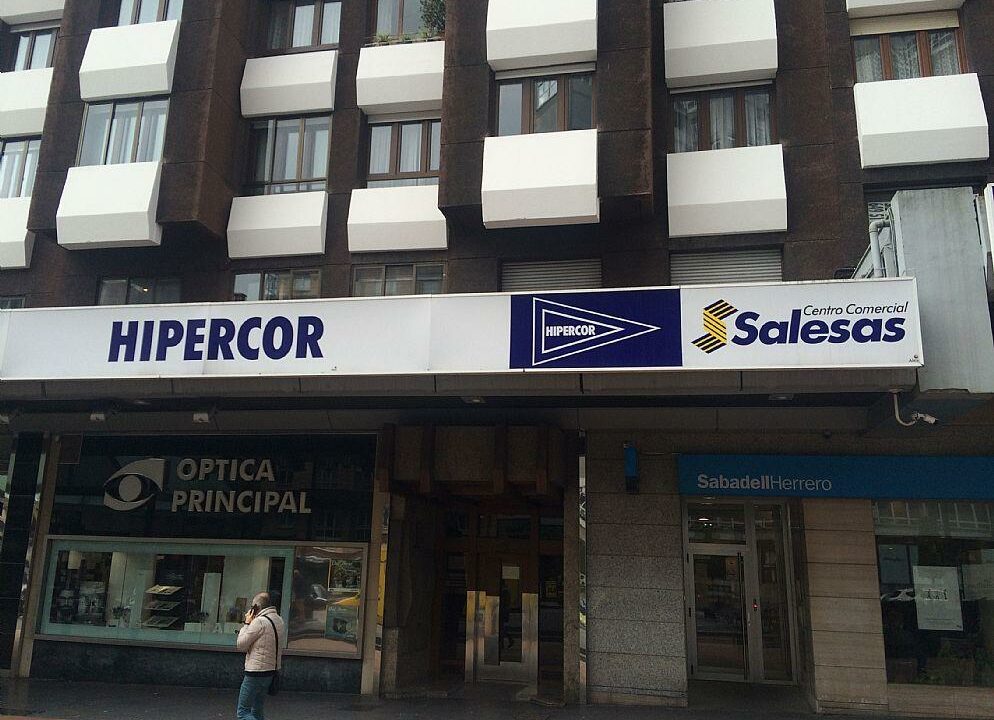 HIPERCOR
HIPERCOR
Centro Comercial
Salesas
OPTICA
PRINCIPAL
SabadellHerrero